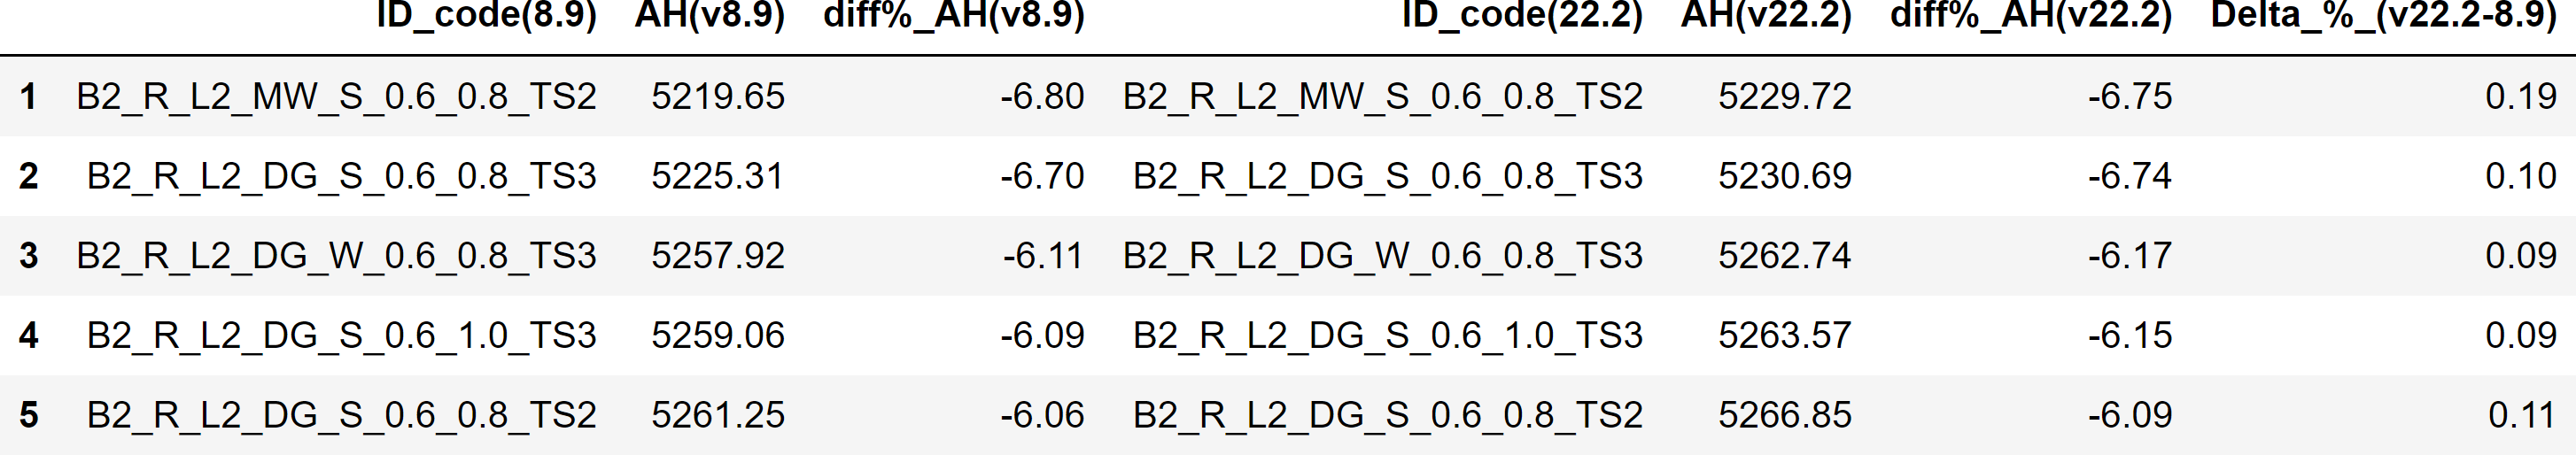 ID_code(8.9) AH(v8.9) diff%_AH(v8.9) ID_code(22.2) AH(v22.2) diff%_AH(v22.2) Delta_%_(v22.2-8.9)
1 B2_R_L2_MW_S_0.6_0.8_TS2 5219.65 -6.80 B2_R_L2_MW_S_0.6_0.8_TS2 5229.72 -6.75 0.19
2 B2_R_L2_DG_S_0.6_0.8_TS3 5225.31 -6.70 B2_R_L2_DG_S_0.6_0.8_TS3 5230.69 -6.74 0.10
3 B2_R_L2_DG_W_0.6_0.8_TS3 5257.92 -6.11 B2_R_L2_DG_W_0.6_0.8_TS3 5262.74 -6.17 0.09
4 B2_R_L2_DG_S_0.6_1.0_TS3 5259.06 -6.09 B2_R_L2_DG_S_0.6_1.0_TS3 5263.57 -6.15 0.09
5 B2_R_L2_DG_S_0.6_0.8_TS2 5261.25 -6.06 B2_R_L2_DG_S_0.6_0.8_TS2 5266.85 -6.09 0.11